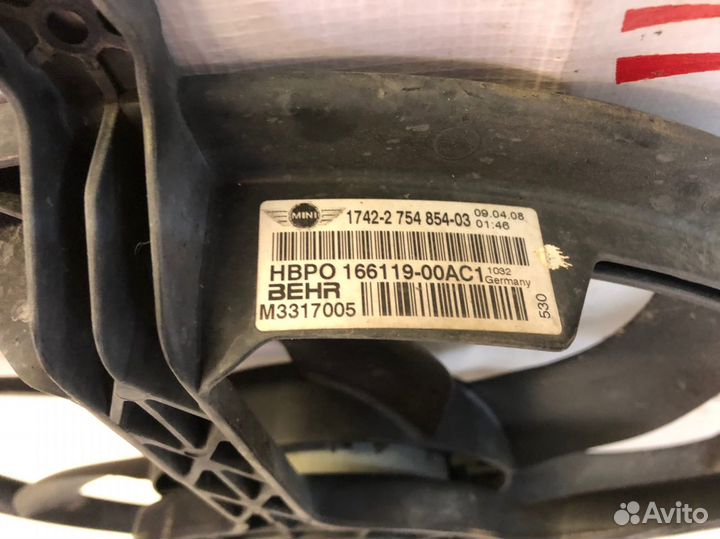 MINI 1742-2 754 854-03 09.04.08
01:46
HBPO 166119-00AC1 1032
Germany
BEHR
M3317005
530
Avito